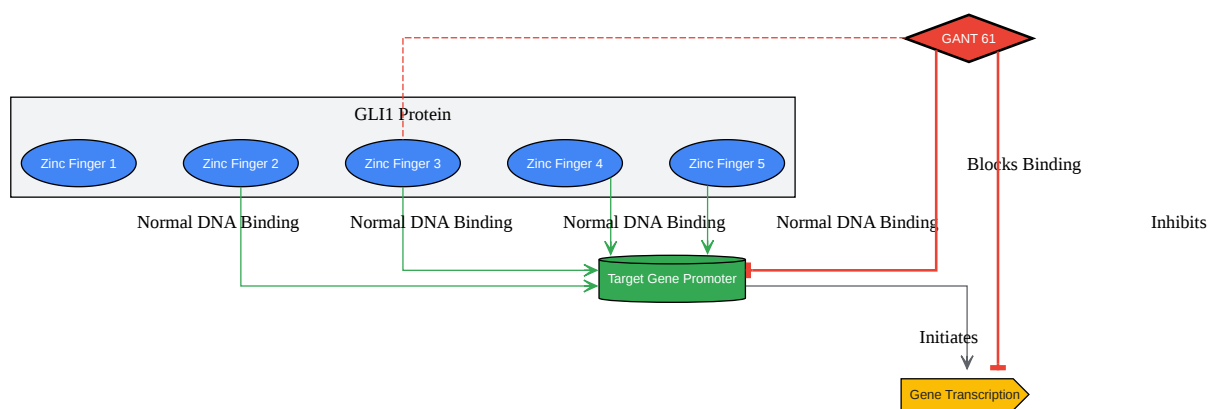 GANT 61
GLI1 Protein
Zinc Finger 1
Zinc Finger 2
Zinc Finger 3
Zinc Finger 4
Zinc Finger 5
Blocks Binding
Normal DNA Binding
Normal DNA Binding
Normal DNA Binding
Normal DNA Binding
Inhibits
Target Gene Promoter
Initiates
Gene Transcription